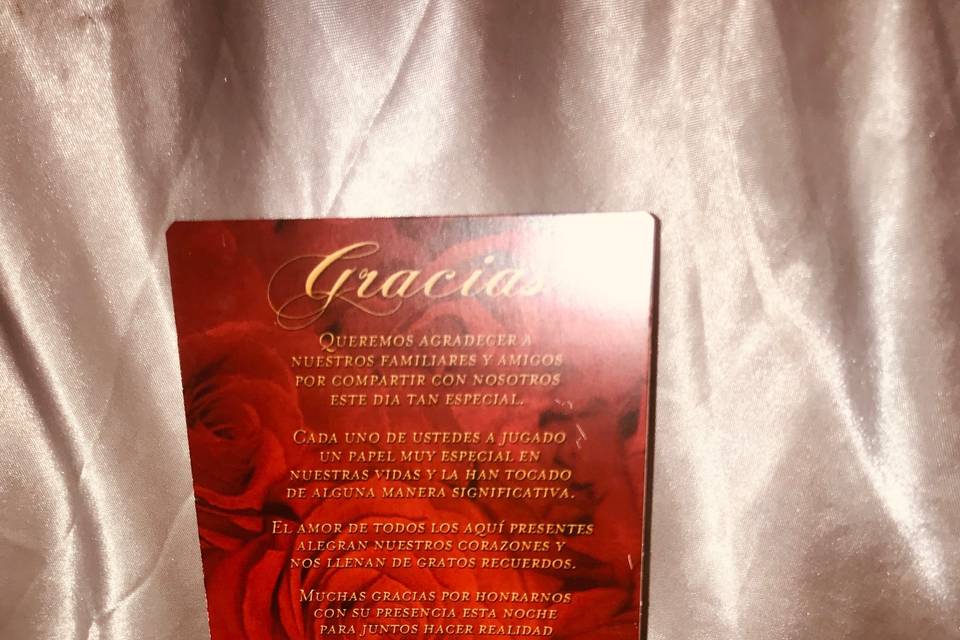 Gracias
QUEREMOS AGRADECER A
NUESTROS FAMILIARES Y AMIGOS
POR COMPARTIR CON NOSOTROS
ESTE DIA TAN ESPECIAL.
CADA UNO DE USTEDES A JUGADO
UN PAPEL MUY ESPECIAL EN
NUESTRAS VIDAS Y LA HAN TOCADO
DE ALGUNA MANERA SIGNIFICATIVA.
EL AMOR DE TODOS LOS AQUÍ PRESENTES
ALEGRAN NUESTROS CORAZONES Y
NOS LLENAN DE GRATOS RECUERDOS.
MUCHAS GRACIAS POR HONRARNOS
CON SU PRESENCIA ESTA NOCHE
PARA JUNTOS HACER REALIDAD